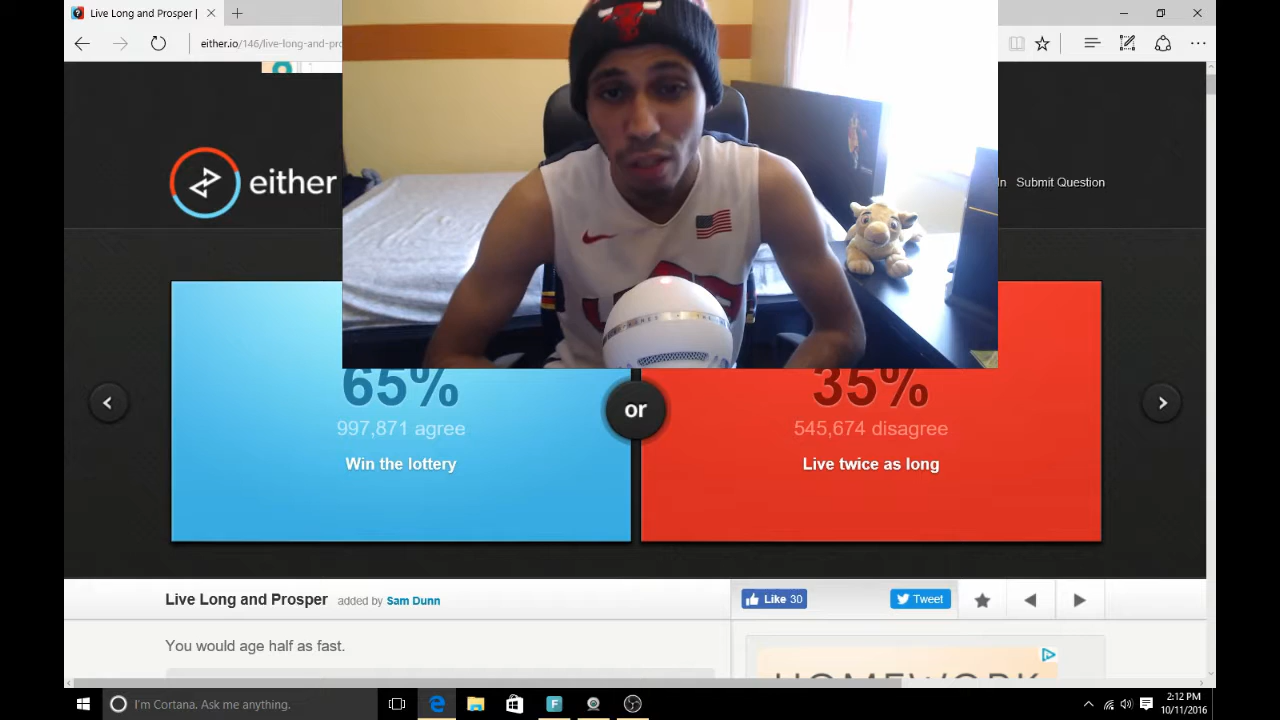 Live Long and Prosper |
either.io/146/live-long-and-pro
either
In Submit Question
65%
997,871 agree
Win the lottery
or
35%
545,674 disagree
Live twice as long
Live Long and Prosper added by Sam Dunn
Like 30
Tweet
You would age half as fast.
HOMEWORK
I'm Cortana. Ask me anything.
2:12 PM
10/11/2016